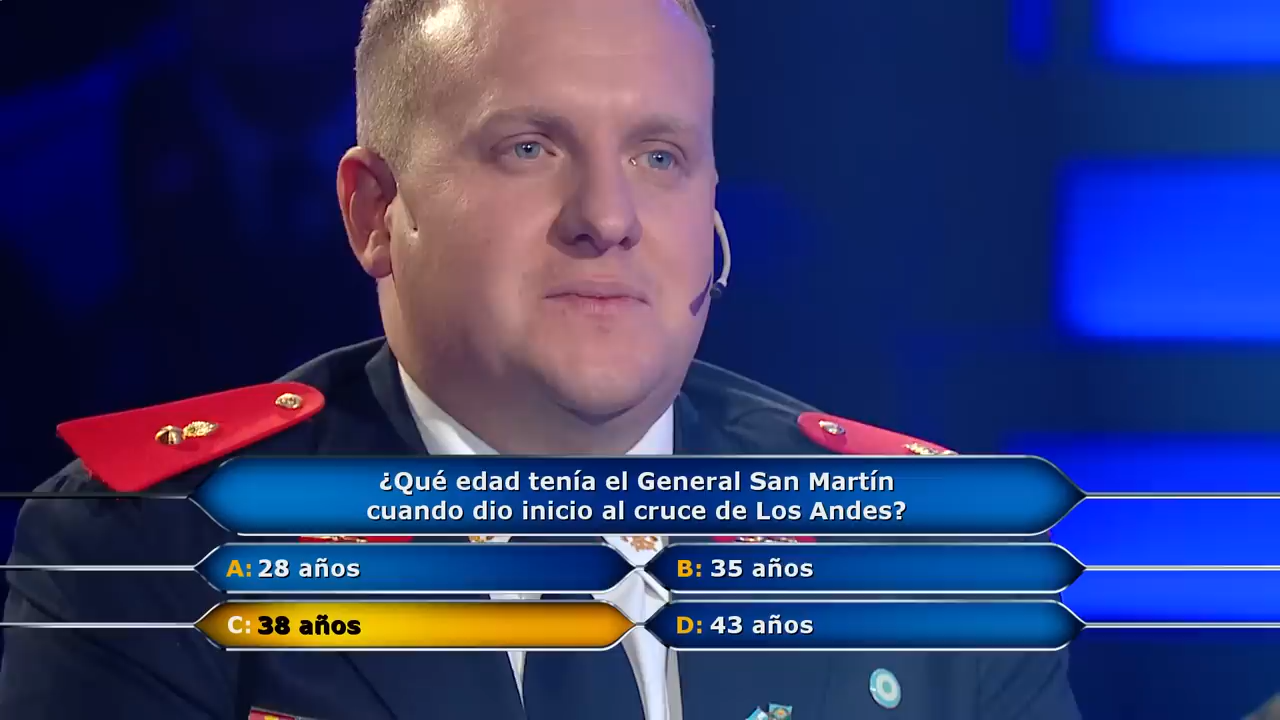 ¿Qué edad tenía el General San Martín
cuando dio inicio al cruce de Los Andes?
A: 28 años
B: 35 años
C: 38 años
D: 43 años